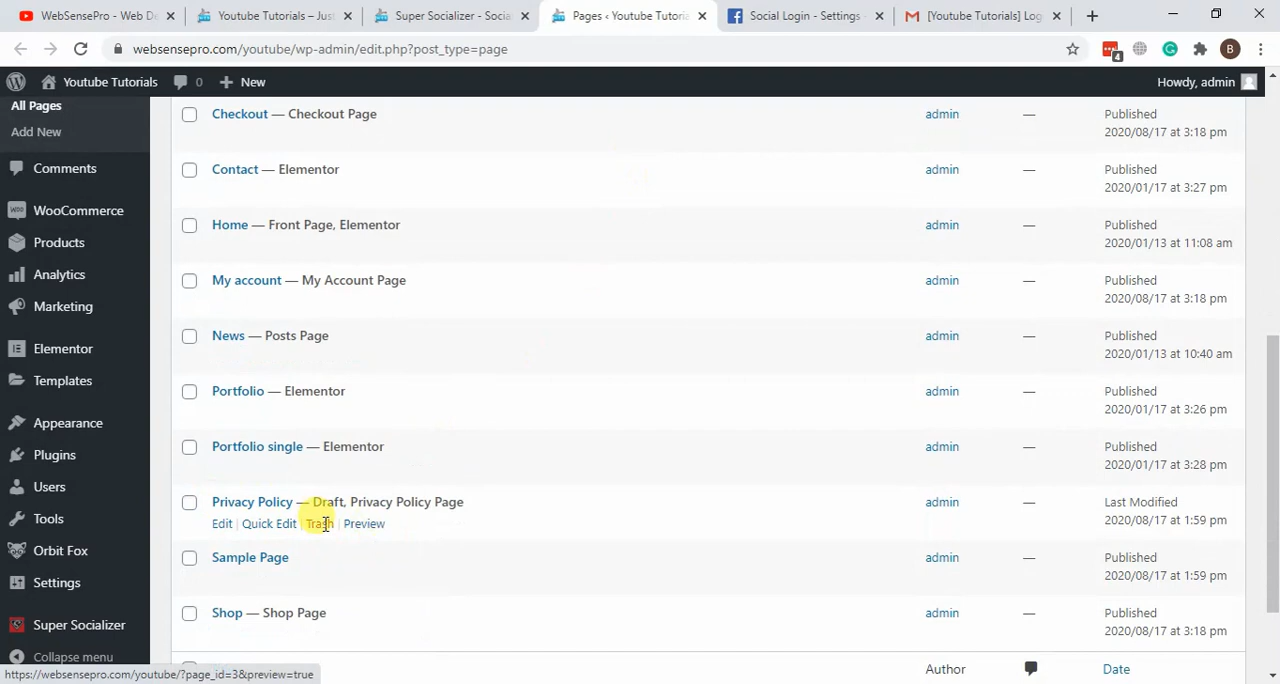 WebSensePro - Web De
Youtube Tutorials – Jus
Super Socializer - Socia
Pages ‹ Youtube Tutoria
Social Login - Settings -
[Youtube Tutorials] Log
websensepro.com/youtube/wp-admin/edit.php?post_type=page
4
B
Youtube Tutorials
0
New
Howdy, admin
All Pages
Add New
Comments
WooCommerce
Products
Analytics
Marketing
Elementor
Templates
Appearance
Plugins
Users
Tools
Orbit Fox
Settings
Super Socializer
Collapse menu
Checkout — Checkout Page admin — Published
2020/08/17 at 3:18 pm
Contact — Elementor admin — Published
2020/01/17 at 3:27 pm
Home — Front Page, Elementor admin — Published
2020/01/13 at 11:08 am
My account — My Account Page admin — Published
2020/08/17 at 3:18 pm
News — Posts Page admin — Published
2020/01/13 at 10:40 am
Portfolio — Elementor admin — Published
2020/01/17 at 3:26 pm
Portfolio single — Elementor admin — Published
2020/01/17 at 3:28 pm
Privacy Policy — Draft, Privacy Policy Page admin — Last Modified
Edit | Quick Edit | Trash | Preview 2020/08/17 at 1:59 pm
Sample Page admin — Published
2020/08/17 at 1:59 pm
Shop — Shop Page admin — Published
2020/08/17 at 3:18 pm
Author Date
https://websensepro.com/youtube/?page_id=3&preview=true